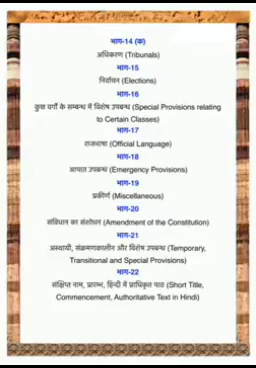 भाग-14 (क)
अधिकरण (Tribunals)
भाग-15
निर्वाचन (Elections)
भाग-16
कुछ वर्गों के सम्बन्ध में विशेष उपबन्ध (Special Provisions relating
to Certain Classes)
भाग-17
राजभाषा (Official Language)
भाग-18
आपात उपबन्ध (Emergency Provisions)
भाग-19
प्रकीर्ण (Miscellaneous)
भाग-20
संविधान का संशोधन (Amendment of the Constitution)
भाग-21
अस्थायी, संक्रमणकालीन और विशेष उपबन्ध (Temporary,
Transitional and Special Provisions)
भाग-22
संक्षिप्त नाम, प्रारम्भ, हिन्दी में प्राधिकृत पाठ (Short Title,
Commencement, Authoritative Text in Hindi)